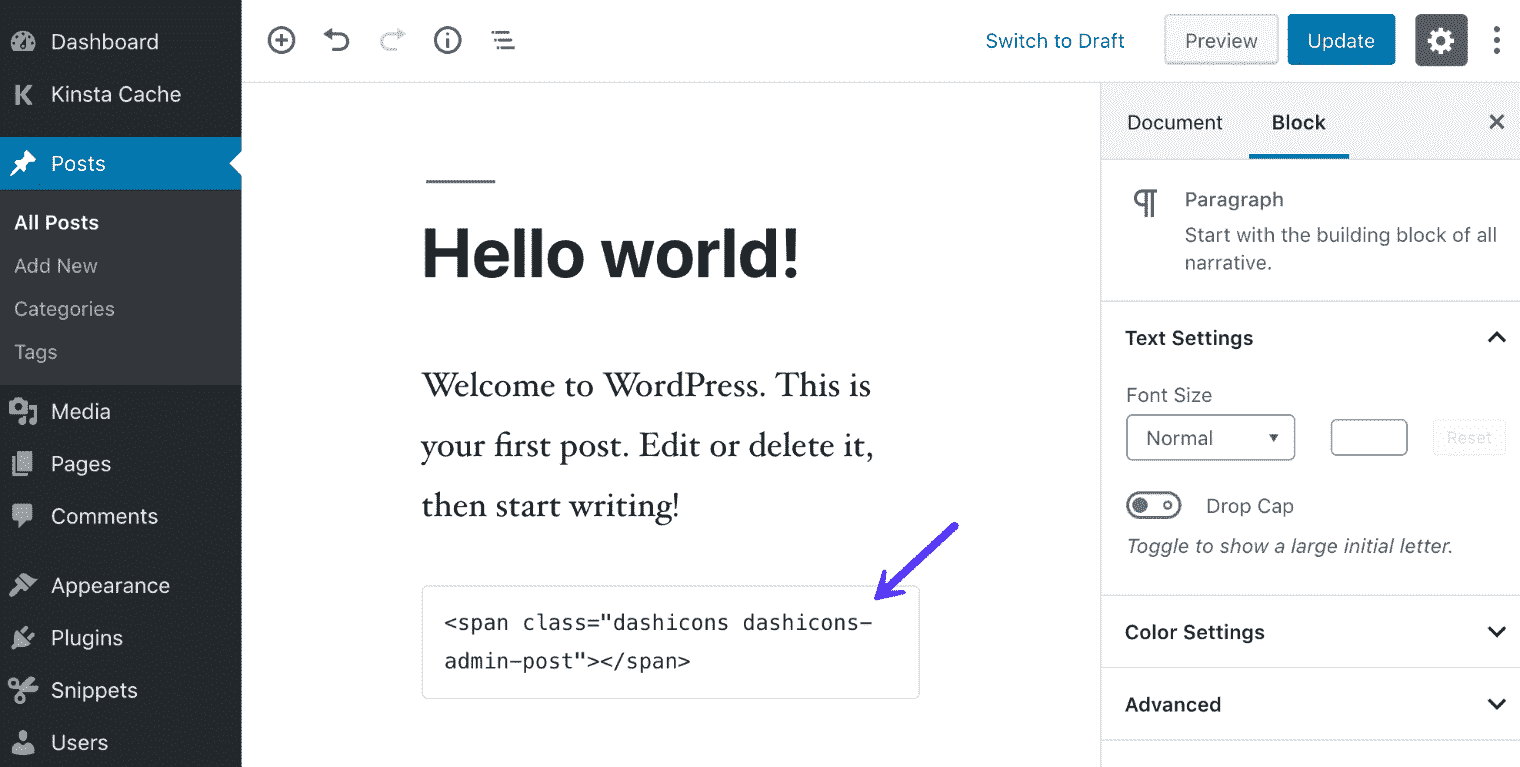 Dashboard
Kinsta Cache
Posts
All Posts
Add New
Categories
Tags
Media
Pages
Comments
Appearance
Plugins
Snippets
Users
Switch to Draft
Preview
Update
Hello world!
Welcome to WordPress. This is
your first post. Edit or delete it,
then start writing!
<span class="dashicons dashicons-
admin-post"></span>
Document
Block
Paragraph
Start with the building block of all
narrative.
Text Settings
Font Size
Normal
Reset
Drop Cap
Toggle to show a large initial letter.
Color Settings
Advanced